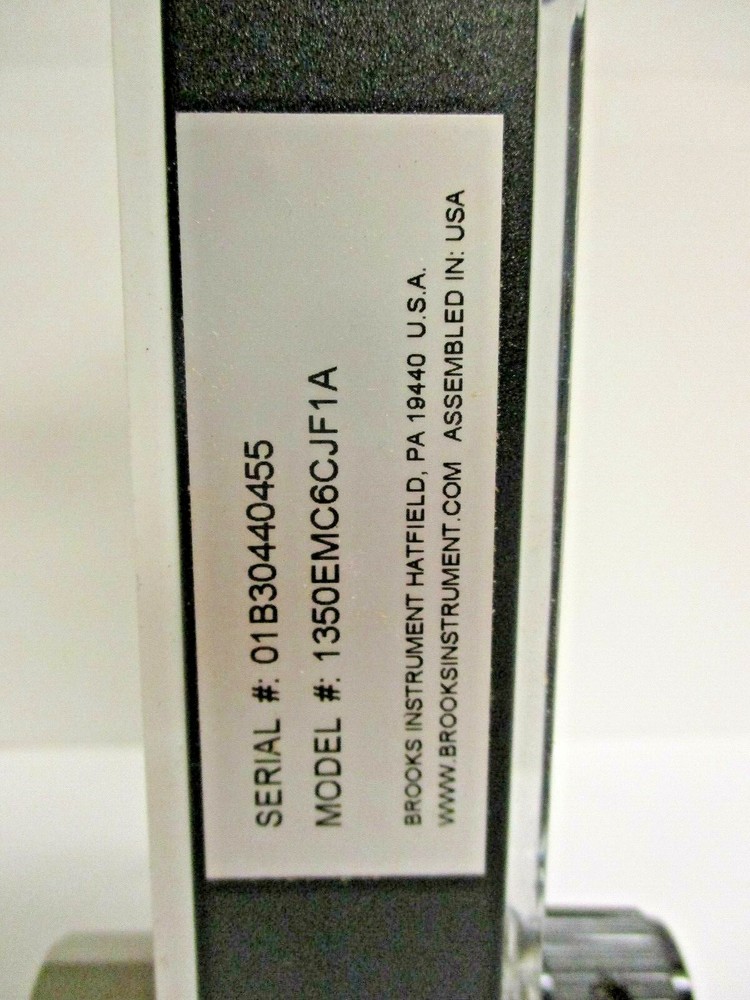 SERIAL #: 01B30440455
MODEL #: 1350EMC6CJF1A
BROOKS INSTRUMENT HATFIELD, PA 19440 U.S.A.
WWW.BROOKSINSTRUMENT.COM ASSEMBLED IN: USA